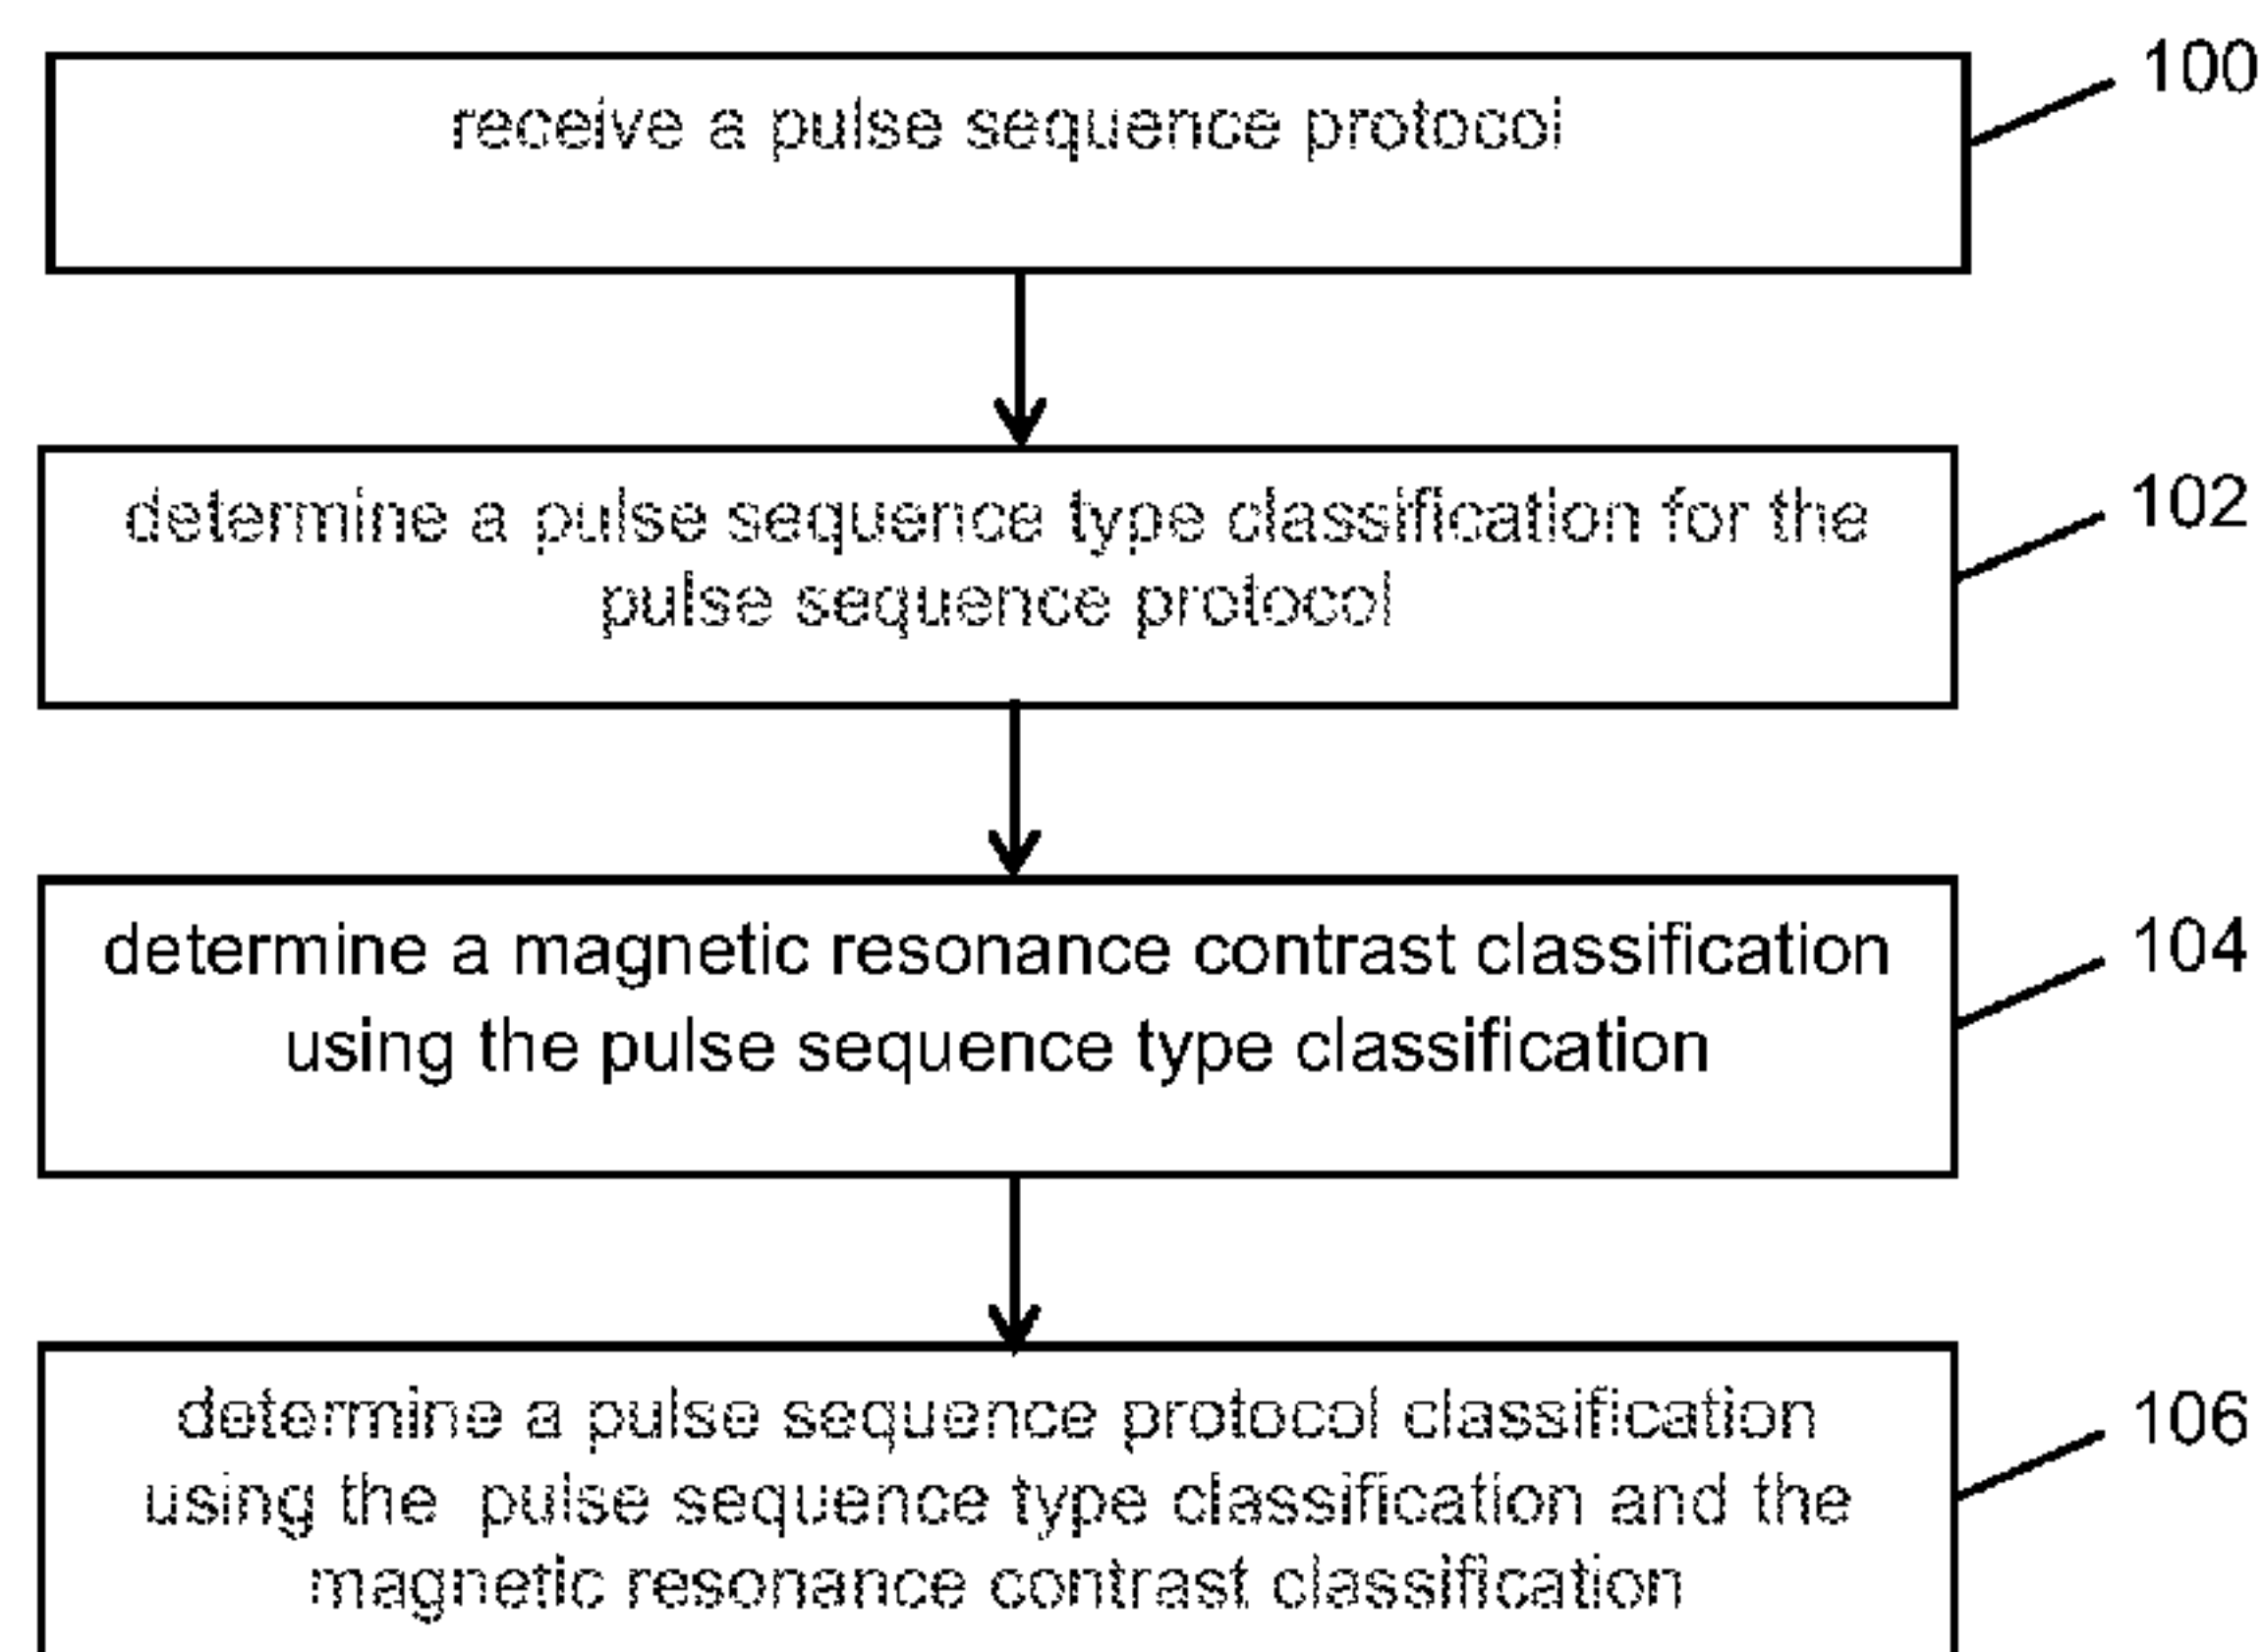 receive a pulse sequence protocol
100
determine a pulse sequence type classification for the
pulse sequence protocol
102
determine a magnetic resonance contrast classification
using the pulse sequence type classification
104
determine a pulse sequence protocol classification
using the pulse sequence type classification and the
magnetic resonance contrast classification
106